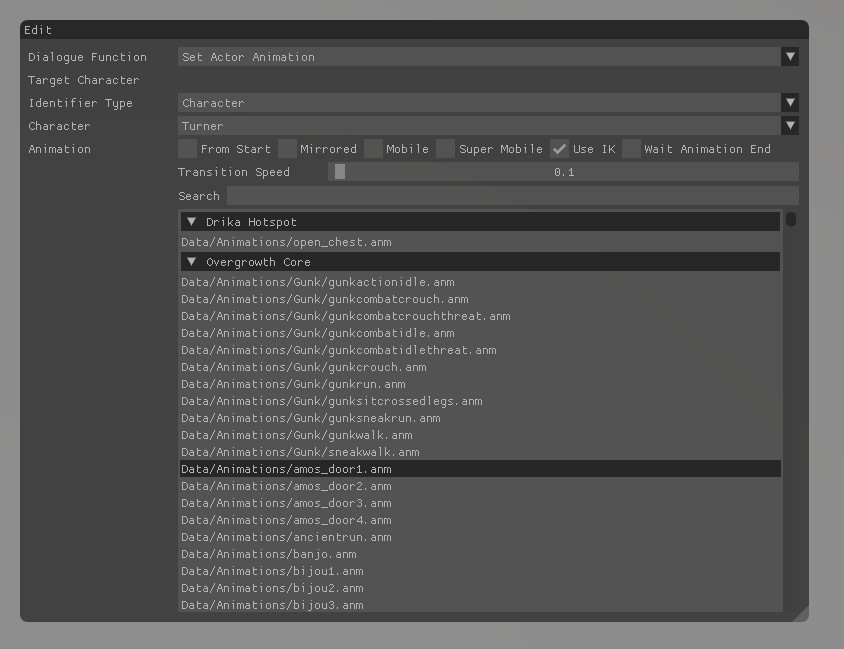 Edit
Dialogue Function Set Actor Animation
Target Character
Identifier Type Character
Character Turner
Animation From Start Mirrored Mobile Super Mobile Use IK Wait Animation End
Transition Speed 0.1
Search
Drika Hotspot
Data/Animations/open_chest.anm
Overgrowth Core
Data/Animations/Gunk/gunkactionidle.anm
Data/Animations/Gunk/gunkcombatcrouch.anm
Data/Animations/Gunk/gunkcombatcrouchthreat.anm
Data/Animations/Gunk/gunkcombatidle.anm
Data/Animations/Gunk/gunkcombatidlethreat.anm
Data/Animations/Gunk/gunkcrouch.anm
Data/Animations/Gunk/gunkrun.anm
Data/Animations/Gunk/gunksitcrossedlegs.anm
Data/Animations/Gunk/gunksneakrun.anm
Data/Animations/Gunk/gunkwalk.anm
Data/Animations/Gunk/sneakwalk.anm
Data/Animations/amos_door1.anm
Data/Animations/amos_door2.anm
Data/Animations/amos_door3.anm
Data/Animations/amos_door4.anm
Data/Animations/ancientrun.anm
Data/Animations/banjo.anm
Data/Animations/bijou1.anm
Data/Animations/bijou2.anm
Data/Animations/bijou3.anm